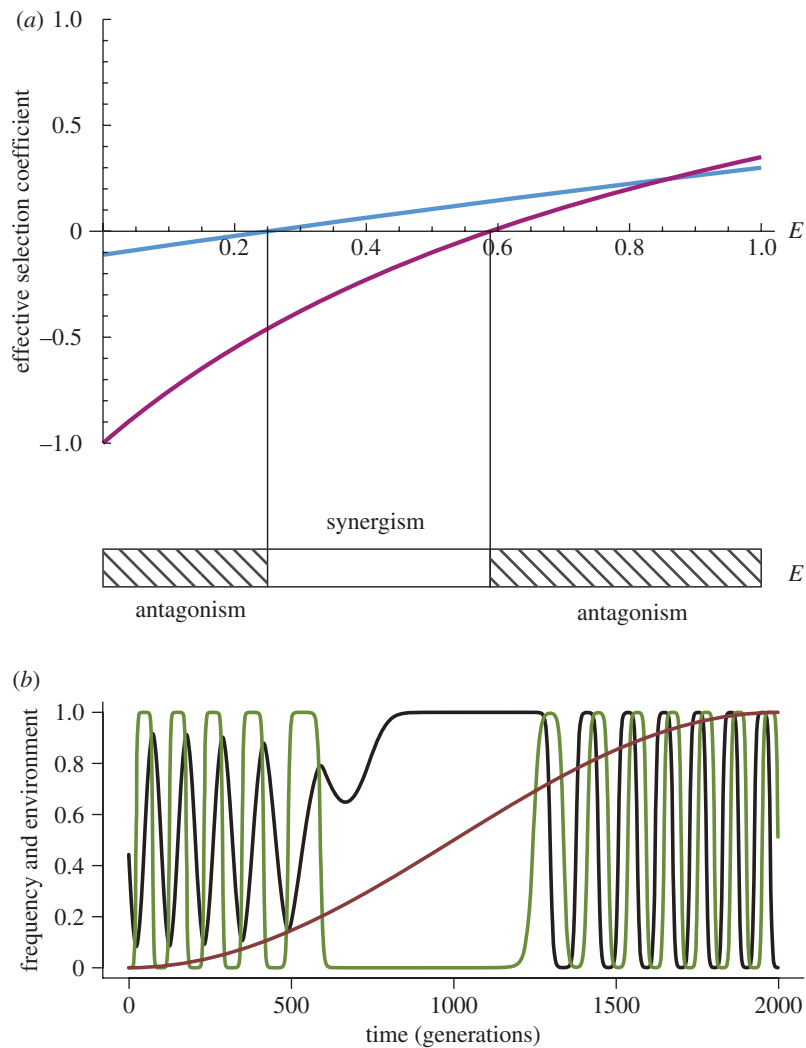 (a)
1.0
0.5
0
–0.5
–1.0
effective selection coefficient
0.2
0.4
0.6
0.8
1.0
E
synergism
E
antagonism
antagonism
(b)
1.0
0.8
0.6
0.4
0.2
0
frequency and environment
0
500
1000
1500
2000
time (generations)